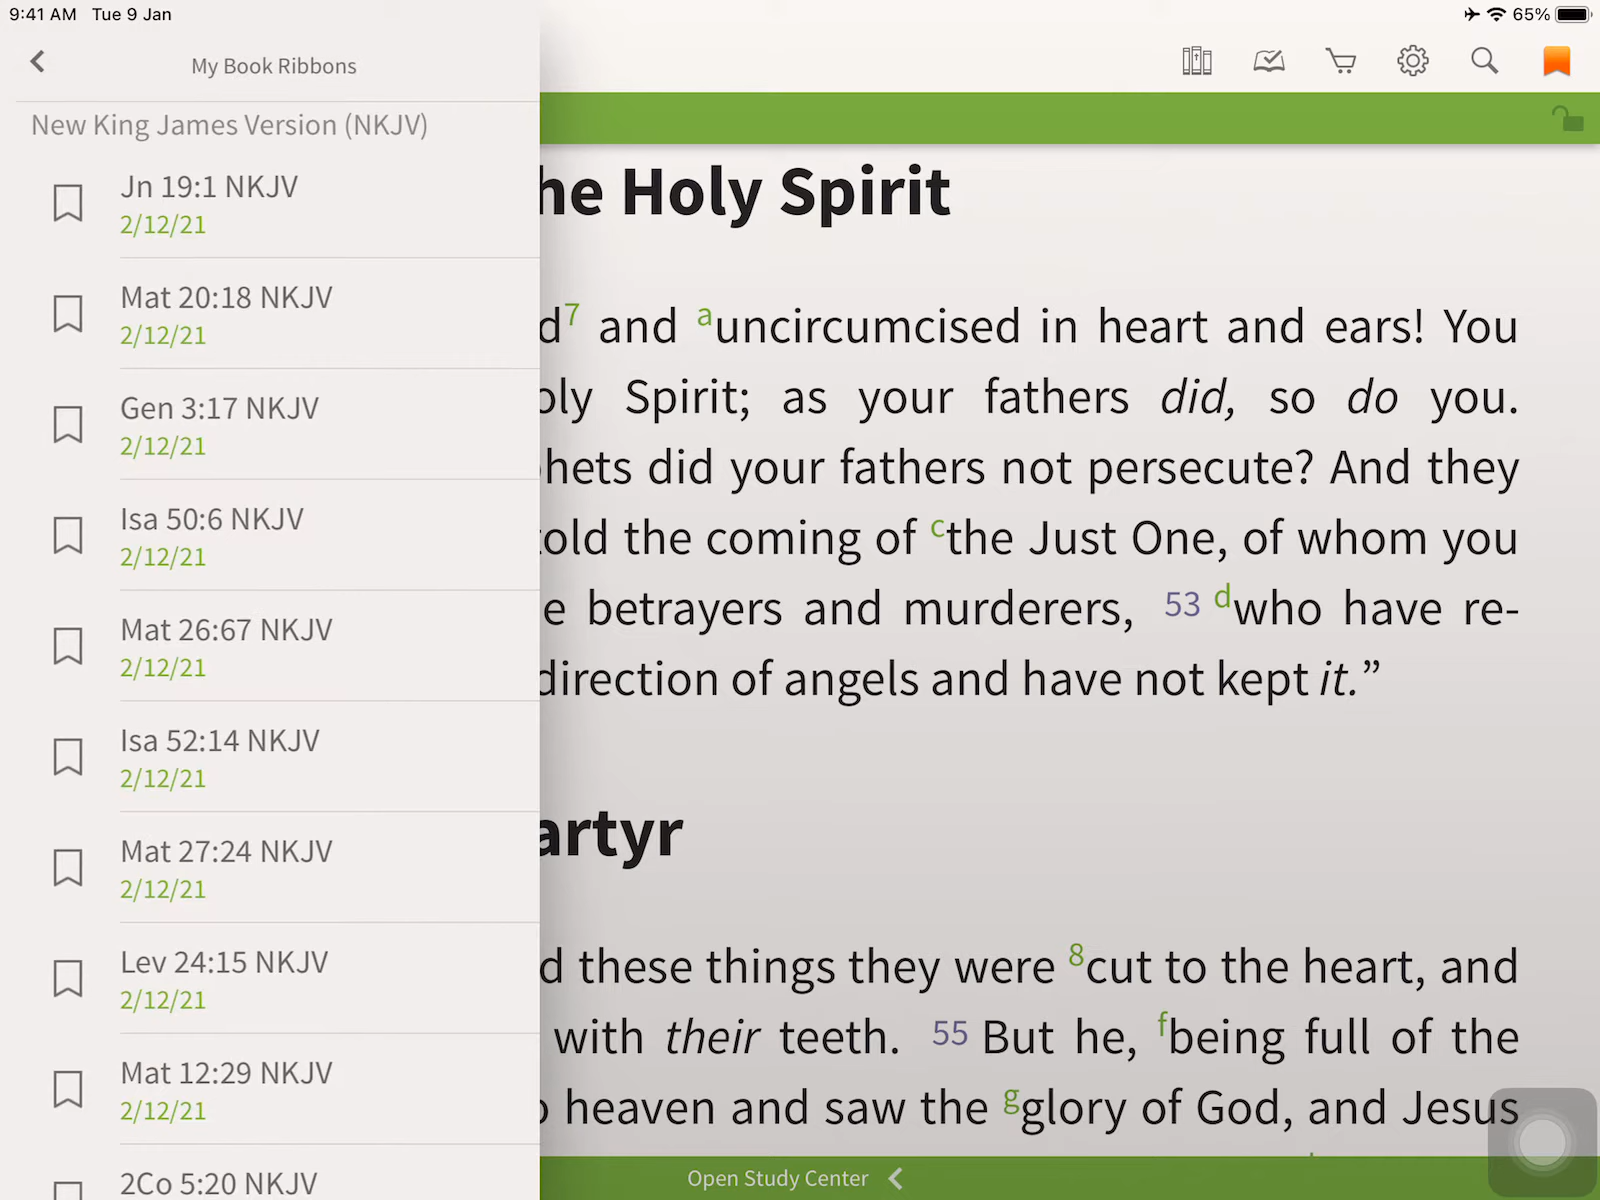 9:41 AM Tue 9 Jan
65%
My Book Ribbons
New King James Version (NKJV)
Jn 19:1 NKJV
2/12/21
Mat 20:18 NKJV
2/12/21
Gen 3:17 NKJV
2/12/21
Isa 50:6 NKJV
2/12/21
Mat 26:67 NKJV
2/12/21
Isa 52:14 NKJV
2/12/21
Mat 27:24 NKJV
2/12/21
Lev 24:15 NKJV
2/12/21
Mat 12:29 NKJV
2/12/21
2Co 5:20 NKJV
he Holy Spirit
d7 and auncircumcised in heart and ears! You
oly Spirit; as your fathers did, so do you.
hets did your fathers not persecute? And they
told the coming of cthe Just One, of whom you
e betrayers and murderers, 53 dwho have re-
direction of angels and have not kept it.”
artyr
d these things they were 8cut to the heart, and
with their teeth. 55 But he, fbeing full of the
o heaven and saw the gglory of God, and Jesus
Open Study Center